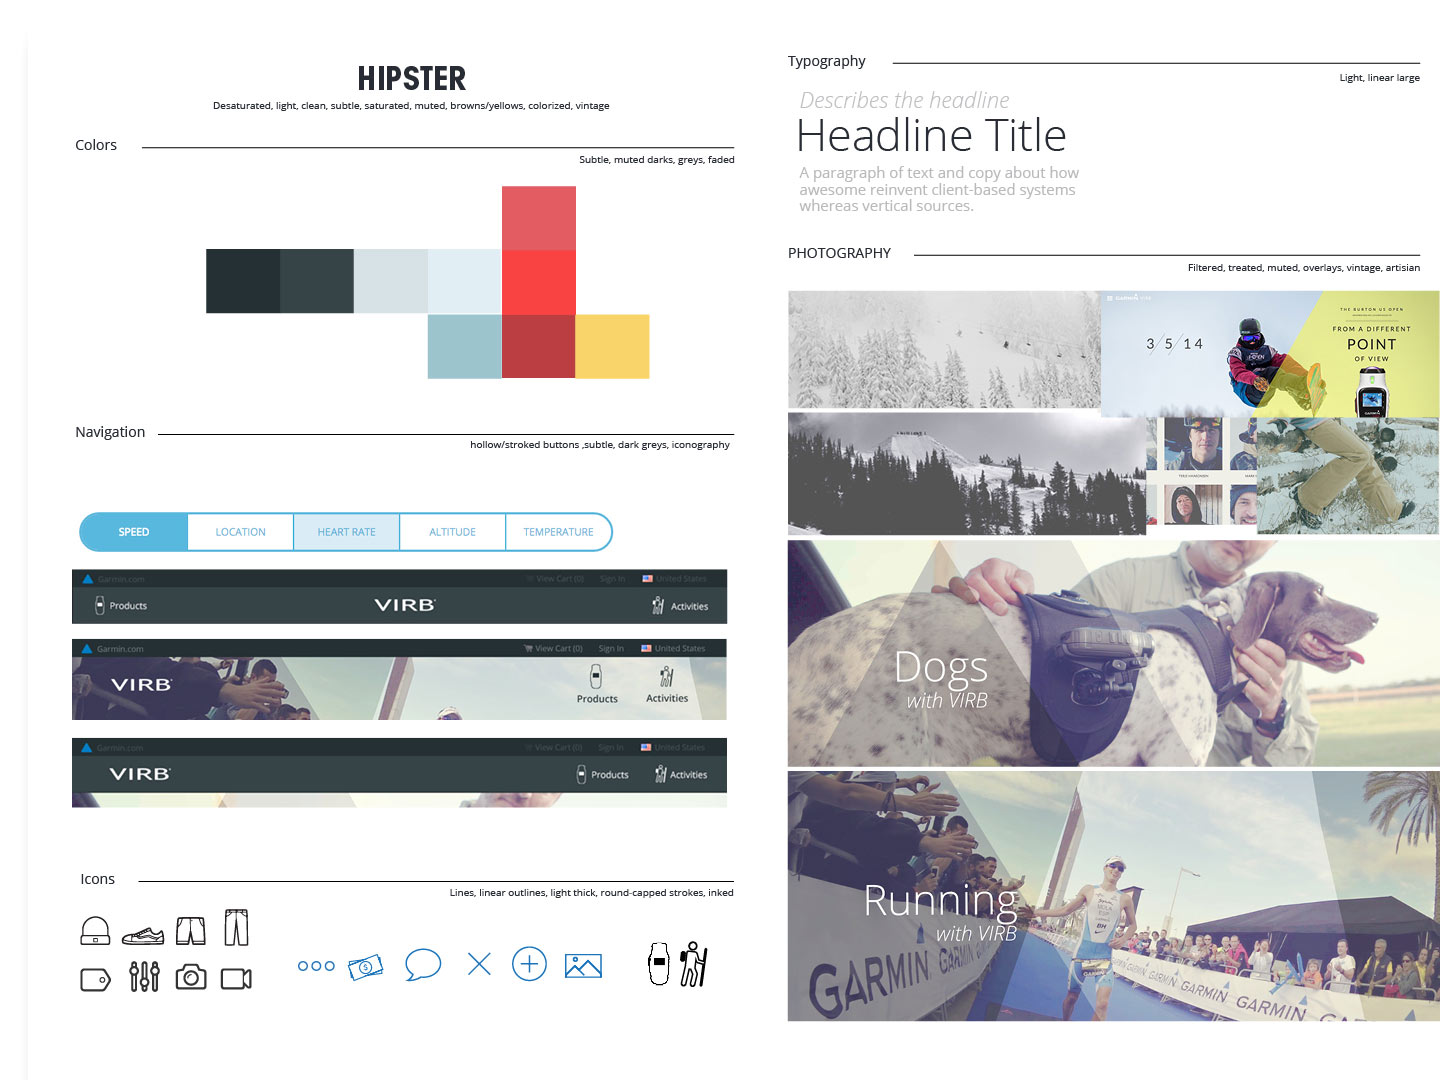 HIPSTER
Desaturated, light, clean, subtle, saturated, muted, browns/yellows, colorized, vintage
Colors
Subtle, muted darks, greys, faded
Navigation
hollow/stroked buttons ,subtle, dark greys, iconography
SPEED
LOCATION
HEART RATE
ALTITUDE
TEMPERATURE
Garmin.com
View Cart (0)
Sign In
United States
Products
VIRB
Activities
Garmin.com
View Cart (0)
Sign In
United States
VIRB
Products
Activities
Garmin.com
View Cart (0)
Sign In
United States
VIRB
Products
Activities
Icons
Lines, linear outlines, light thick, round-capped strokes, inked
$
Typography
Light, linear large
Describes the headline
Headline Title
A paragraph of text and copy about how
awesome reinvent client-based systems
whereas vertical sources.
PHOTOGRAPHY
Filtered, treated, muted, overlays, vintage, artisian
GARMIN VIRB
3/5/14
THE BURTON US OPEN
FROM A DIFFERENT
POINT
OF VIEW
Dogs
with VIRB
Running
with VIRB
GARMIN
GARMIN
GARMIN
GARMIN
GARMIN
GARMIN